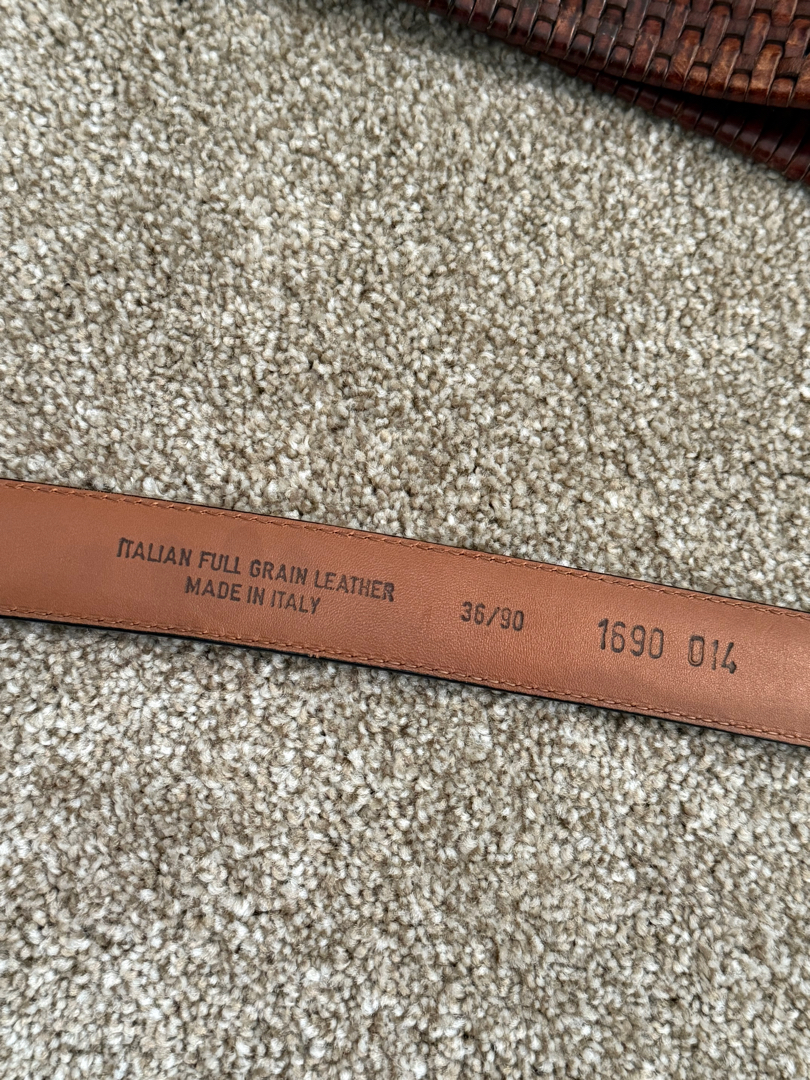 ITALIAN FULL GRAIN LEATHER
MADE IN ITALY
36/90
1690 014